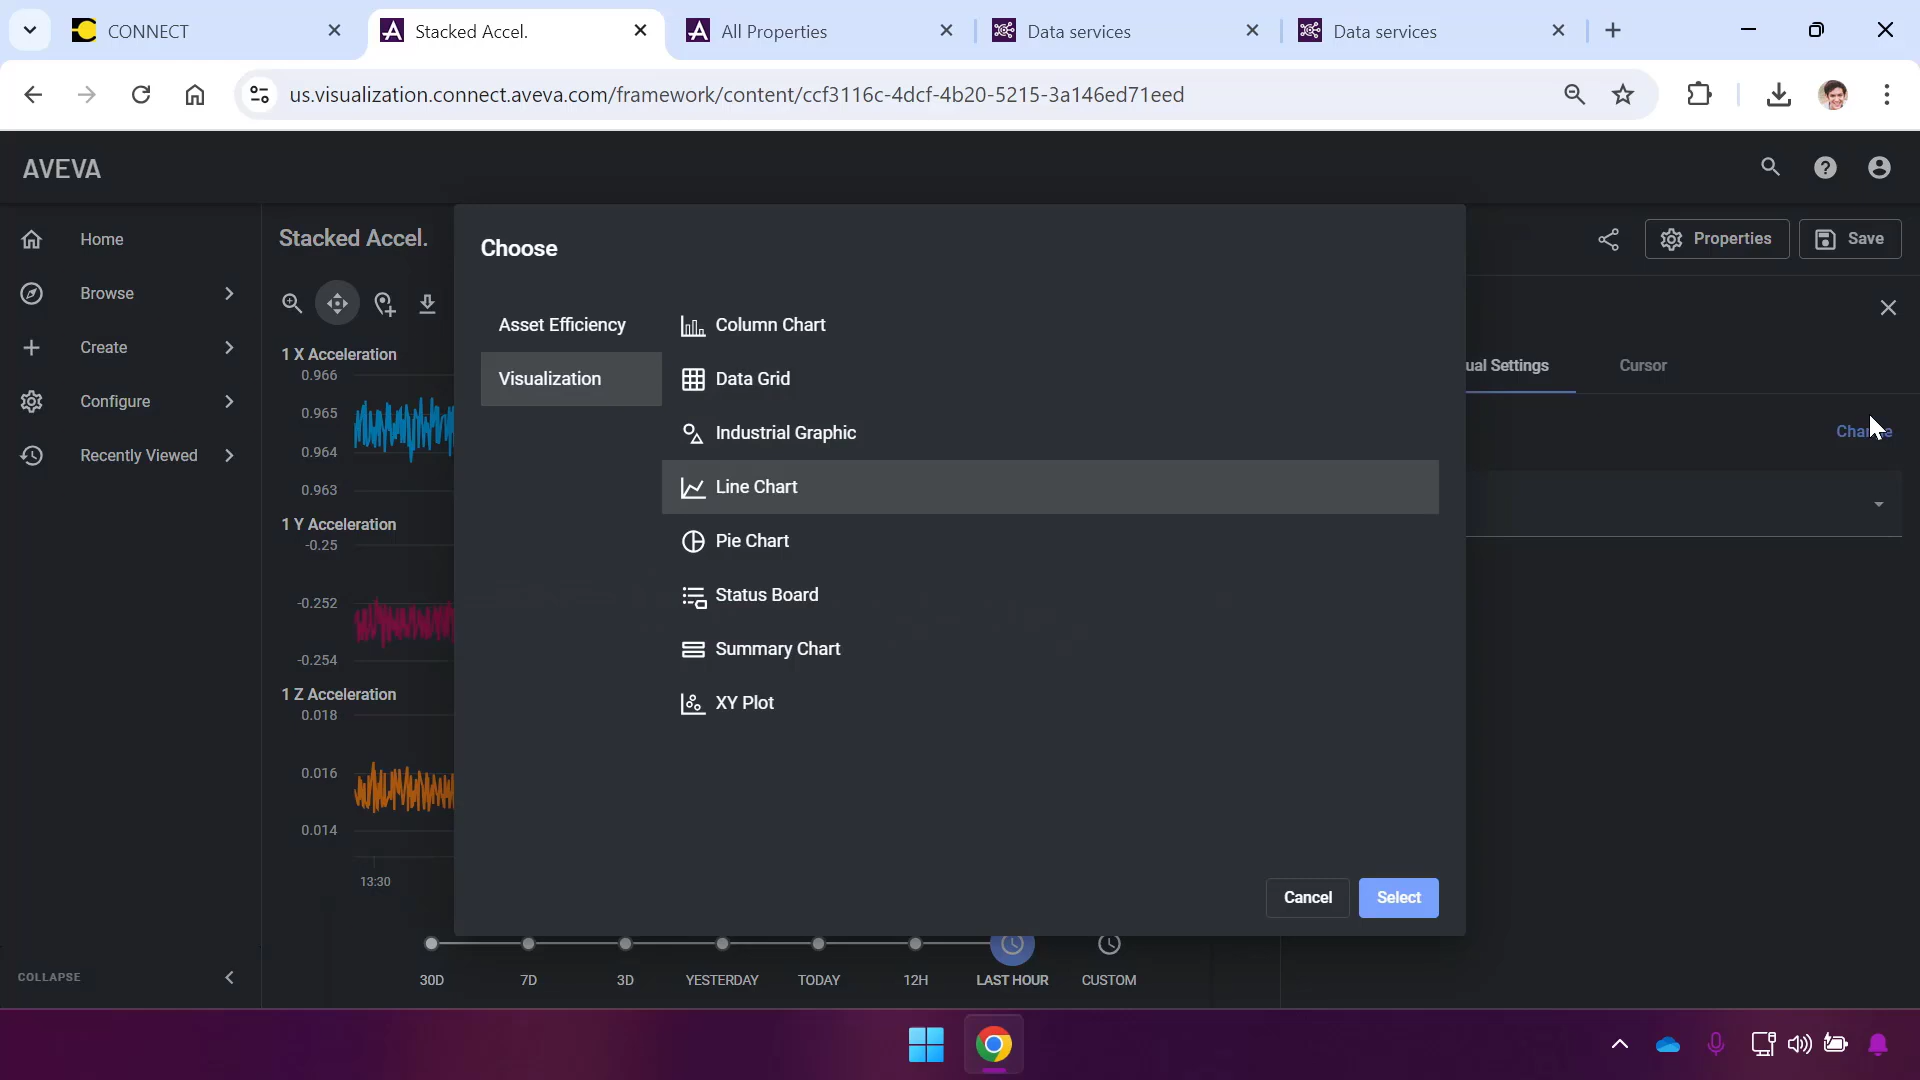 CONNECT
Stacked Accel.
All Properties
Data services
Data services
us.visualization.connect.aveva.com/framework/content/ccf3116c-4dcf-4b20-5215-3a146ed71eed
AVEVA
Home
Browse
Create
Configure
Recently Viewed
COLLAPSE
Stacked Accel.
Properties
Save
1 X Acceleration
0.966
0.965
0.964
0.963
1 Y Acceleration
-0.25
-0.252
-0.254
1 Z Acceleration
0.018
0.016
0.014
13:30
Choose
Asset Efficiency
Visualization
Column Chart
Data Grid
Industrial Graphic
Line Chart
Pie Chart
Status Board
Summary Chart
XY Plot
Cancel
Select
ual Settings
Cursor
30D
7D
3D
YESTERDAY
TODAY
12H
LAST HOUR
CUSTOM